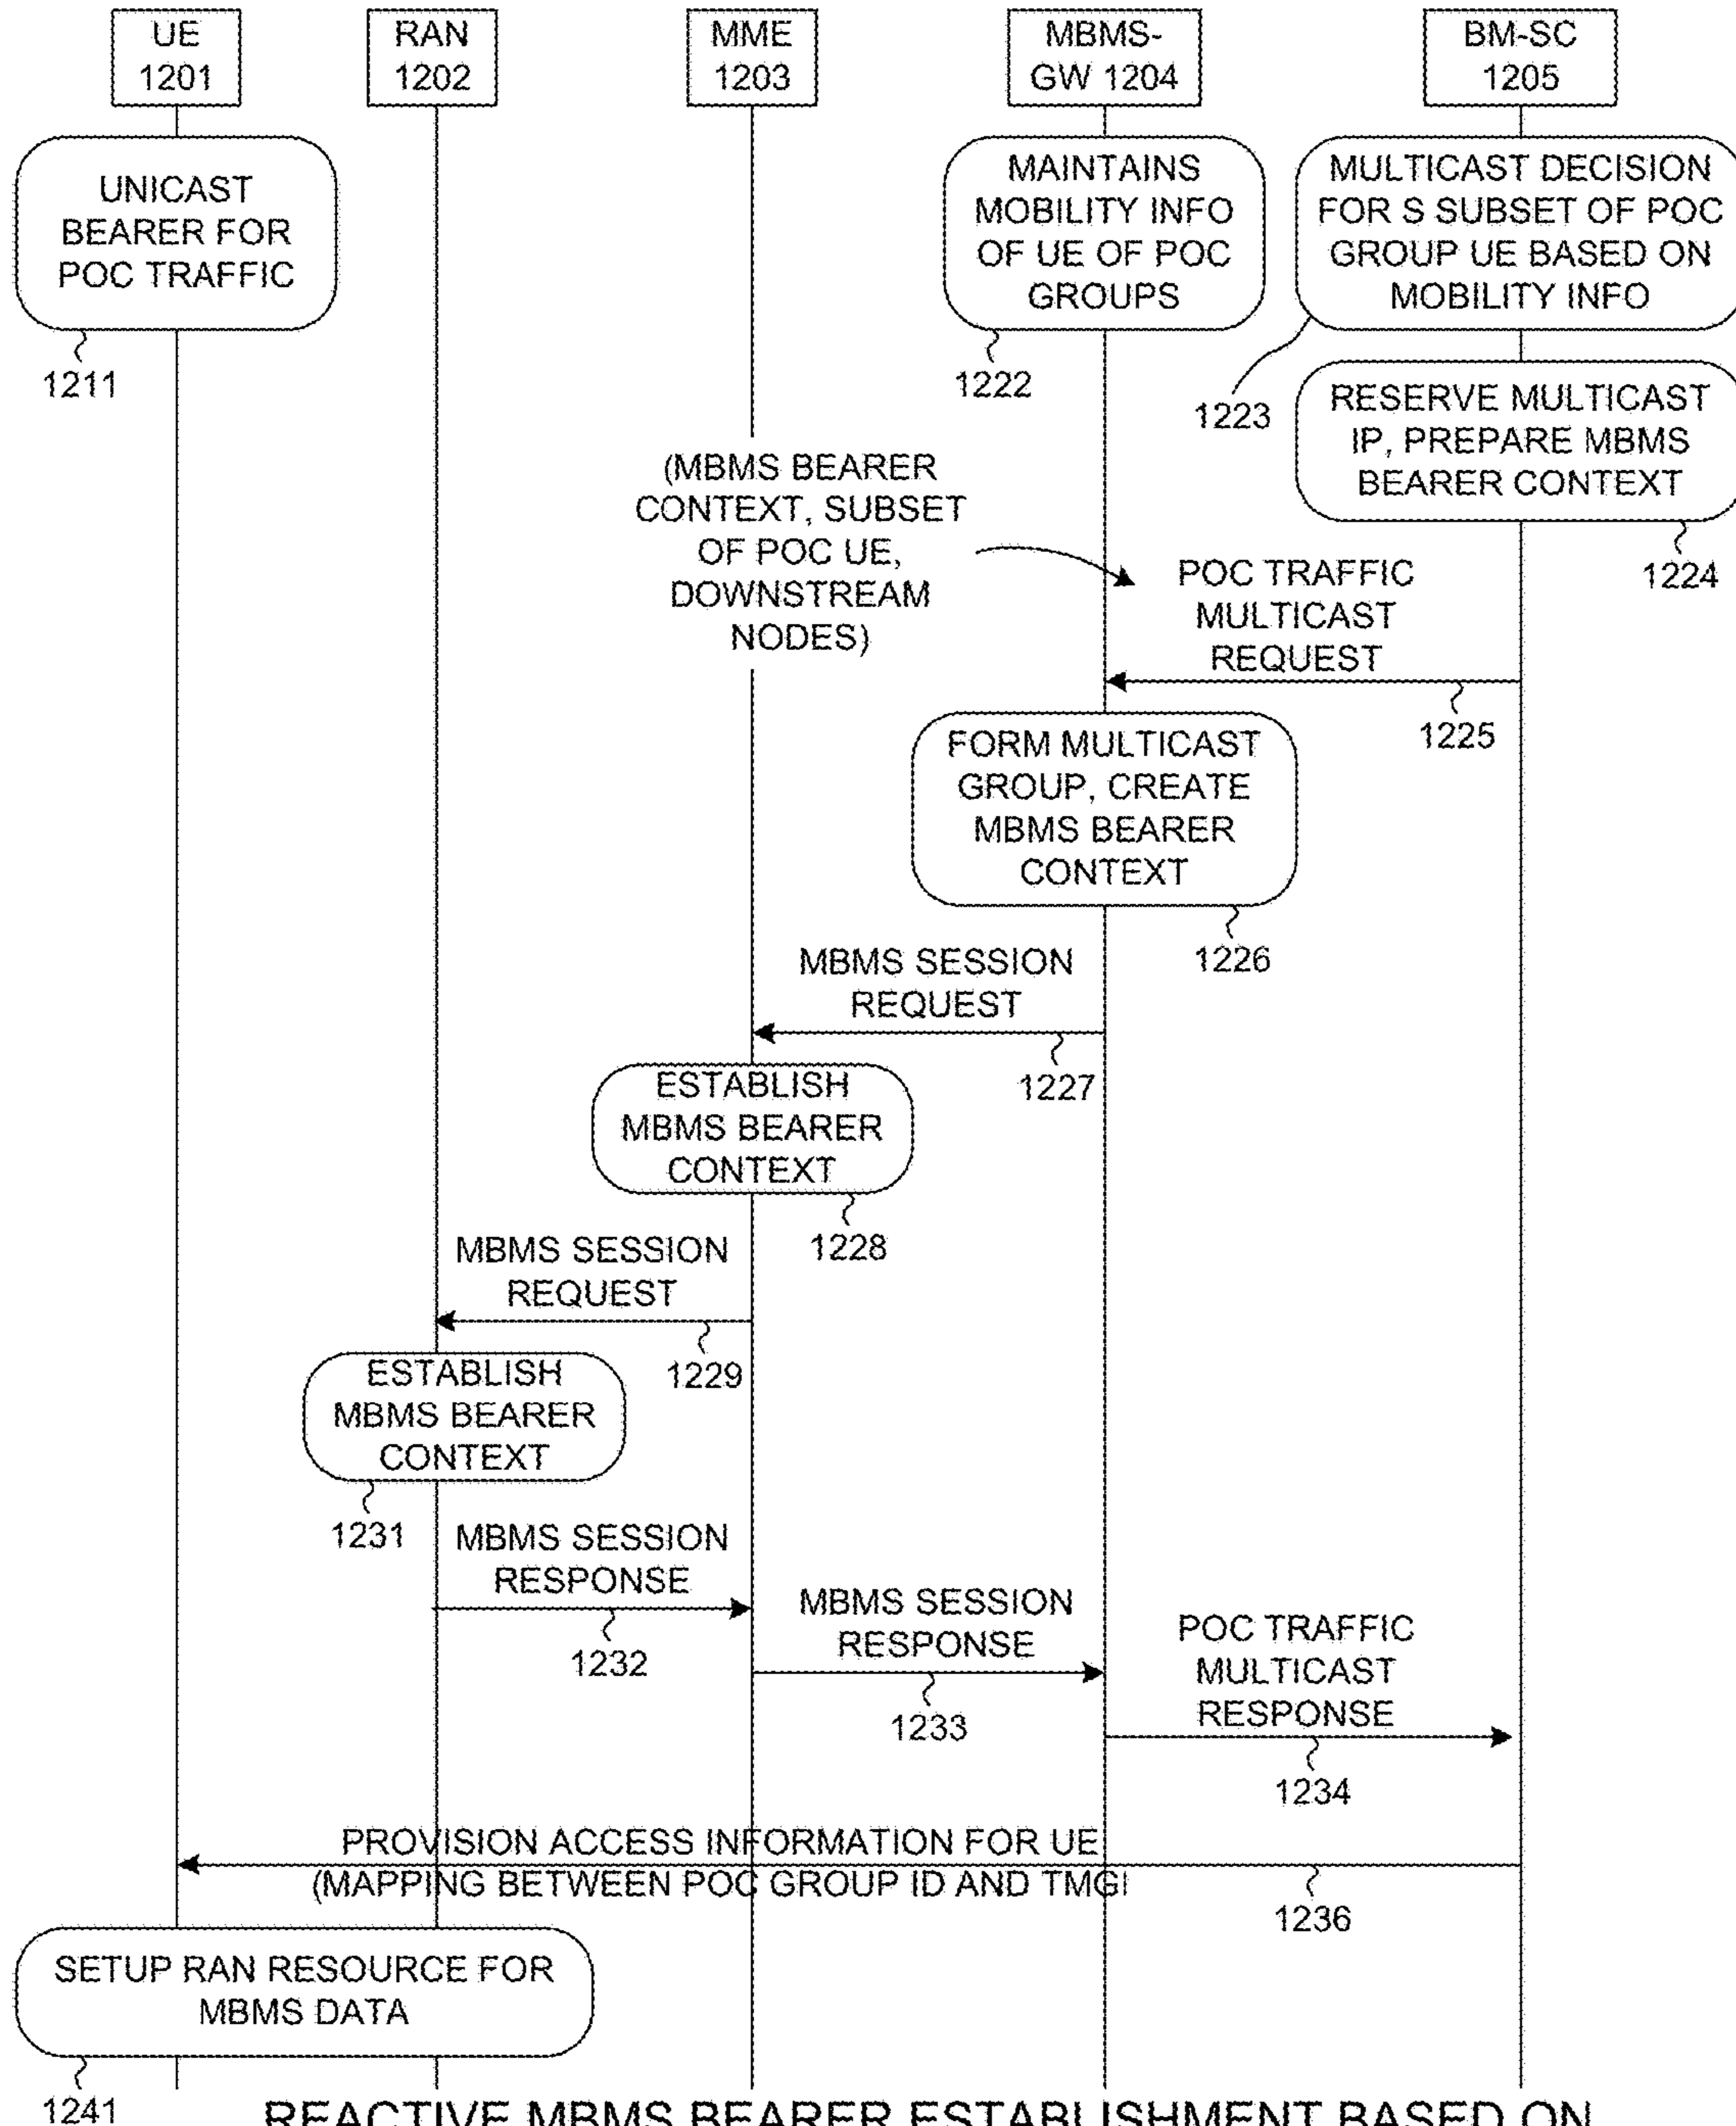 UE
1201
RAN
1202
MME
1203
MBMS-
GW 1204
BM-SC
1205
UNICAST
BEARER FOR
POC TRAFFIC
1211
MAINTAINS
MOBILITY INFO
OF UE OF POC
GROUPS
1222
MULTICAST DECISION
FOR S SUBSET OF POC
GROUP UE BASED ON
MOBILITY INFO
1223
RESERVE MULTICAST
IP, PREPARE MBMS
BEARER CONTEXT
1224
(MBMS BEARER
CONTEXT, SUBSET
OF POC UE,
DOWNSTREAM
NODES)
POC TRAFFIC
MULTICAST
REQUEST
1225
FORM MULTICAST
GROUP, CREATE
MBMS BEARER
CONTEXT
1226
MBMS SESSION
REQUEST
1227
ESTABLISH
MBMS BEARER
CONTEXT
1228
MBMS SESSION
REQUEST
1229
ESTABLISH
MBMS BEARER
CONTEXT
1231
MBMS SESSION
RESPONSE
1232
MBMS SESSION
RESPONSE
1233
POC TRAFFIC
MULTICAST
RESPONSE
1234
PROVISION ACCESS INFORMATION FOR UE
(MAPPING BETWEEN POC GROUP ID AND TMGI
1236
SETUP RAN RESOURCE FOR
MBMS DATA
1241
REACTIVE MBMS BEARER ESTABLISHMENT BASED ON